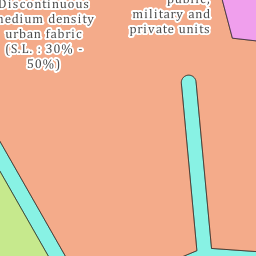 Discontinuous
medium density
urban fabric
(S.L. : 30% -
50%)
public,
military and
private units